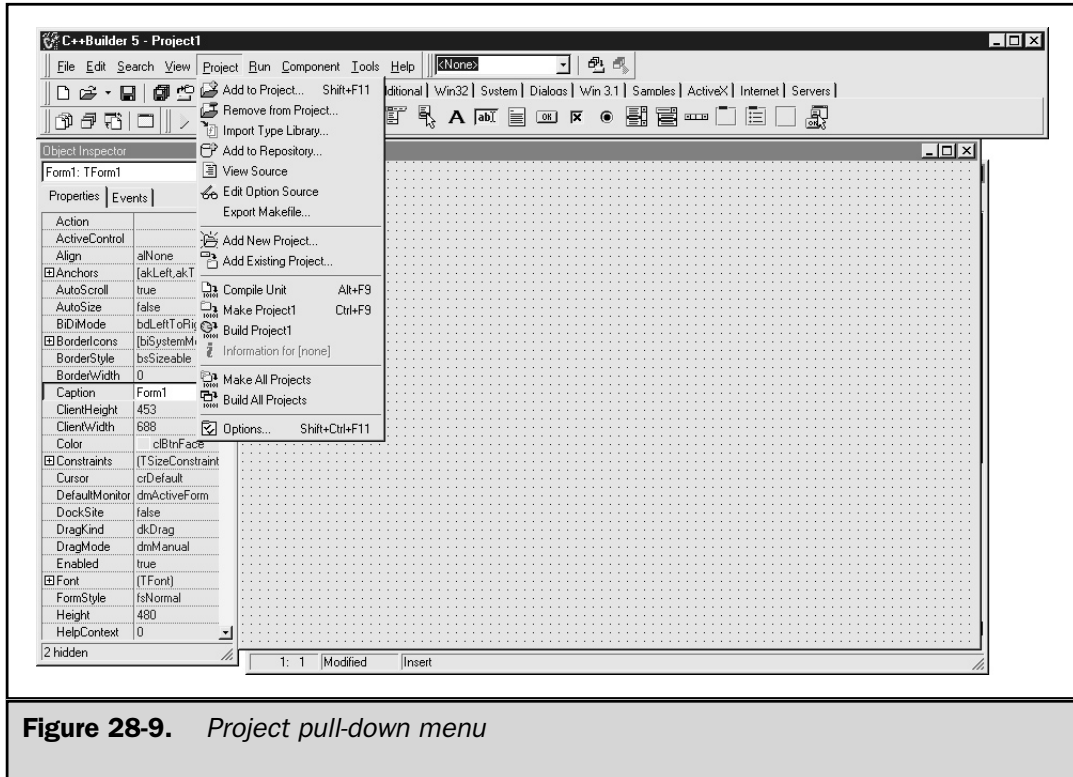 C++Builder 5 - Project1
File Edit Search View Project Run Component Tools Help <None>
Add to Project... Shift+F11
Remove from Project...
Import Type Library...
Add to Repository...
View Source
Edit Option Source
Export Makefile...
Add New Project...
Add Existing Project...
Compile Unit Alt+F9
Make Project1 Ctrl+F9
Build Project1
Information for [none]
Make All Projects
Build All Projects
Options... Shift+Ctrl+F11
Win32 System Dialogs Win 3.1 Samples ActiveX Internet Servers
A ab OK OK
Object Inspector
Form1: TForm1
Properties Events
Action
ActiveControl
Align alNone
Anchors [akLeft,akT
AutoScroll true
AutoSize false
BiDiMode bdLeftToRig
BorderIcons [biSystemM
BorderStyle bsSizeable
BorderWidth 0
Caption Form1
ClientHeight 453
ClientWidth 688
Color clBtnFace
Constraints (TSizeConstraint
Cursor crDefault
DefaultMonitor dmActiveForm
DockSite false
DragKind dkDrag
DragMode dmManual
Enabled true
Font (TFont)
FormStyle fsNormal
Height 480
HelpContext 0
2 hidden
1: 1 Modified Insert
Figure 28-9. Project pull-down menu